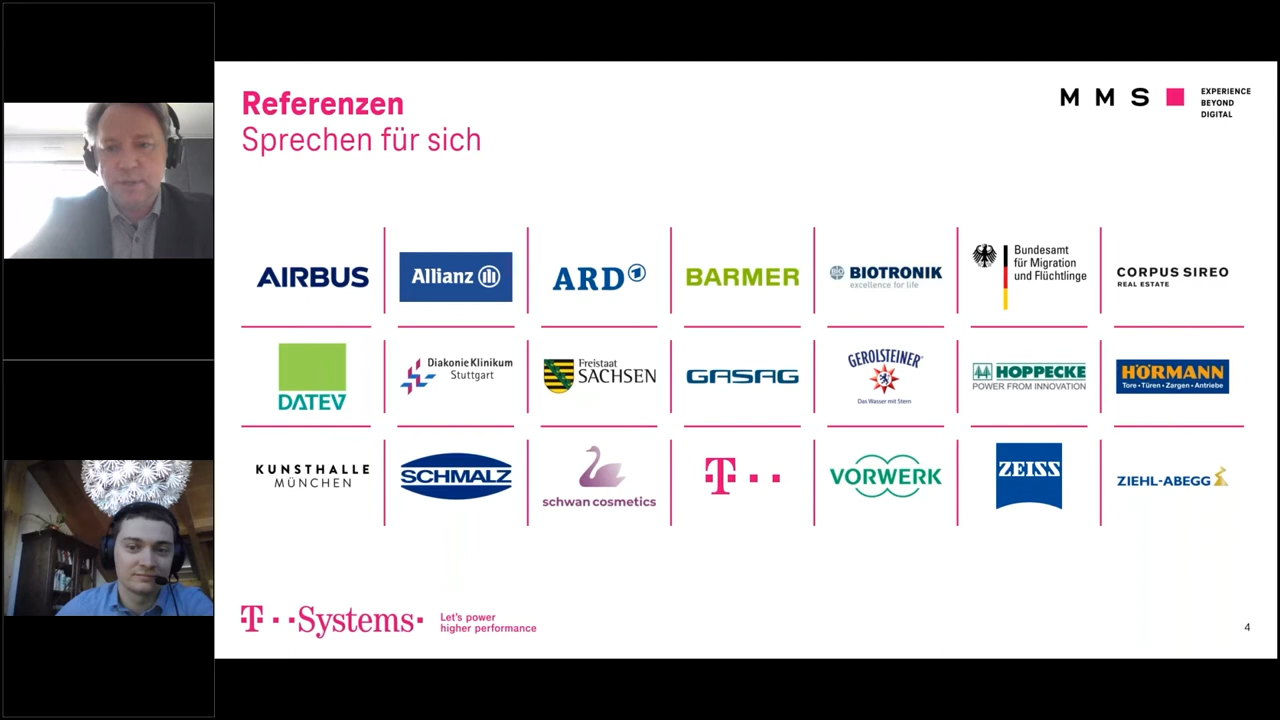 Referenzen
Sprechen für sich
M M S
EXPERIENCE
BEYOND
DIGITAL
AIRBUS
Allianz
ARD
BARMER
BIOTRONIK
excellence for life
Bundesamt
für Migration
und Flüchtlinge
CORPUS SIREO
REAL ESTATE
DATEV
Diakonie Klinikum
Stuttgart
Freistaat
SACHSEN
GASAG
GEROLSTEINER
Das Wasser mit Stern
HOPPECKE
POWER FROM INNOVATION
HÖRMANN
Tore • Türen • Zargen • Antriebe
KUNSTHALLE
MÜNCHEN
SCHMALZ
schwan cosmetics
T
VORWERK
ZEISS
ZIEHL-ABEGG
T··Systems·
Let's power
higher performance
4